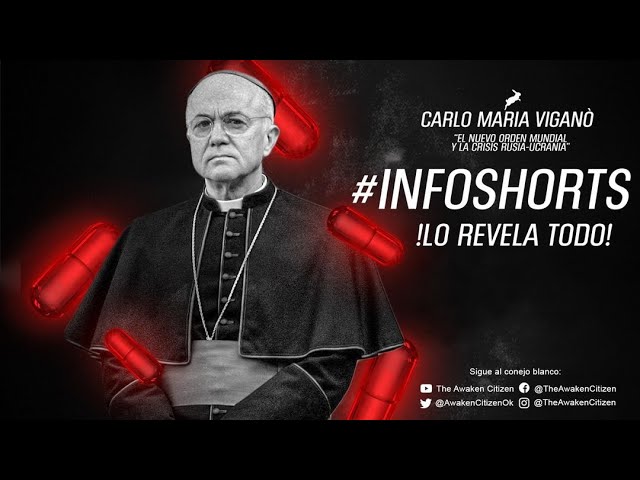 CARLO MARIA VIGANÒ
"EL NUEVO ORDEN MUNDIAL
Y LA CRISIS RUSIA-UCRANIA"
#INFOSHORTS
!LO REVELA TODO!
Sigue al conejo blanco:
The Awaken Citizen @TheAwakenCitizen
@AwakenCitizenOk @TheAwakenCitizen